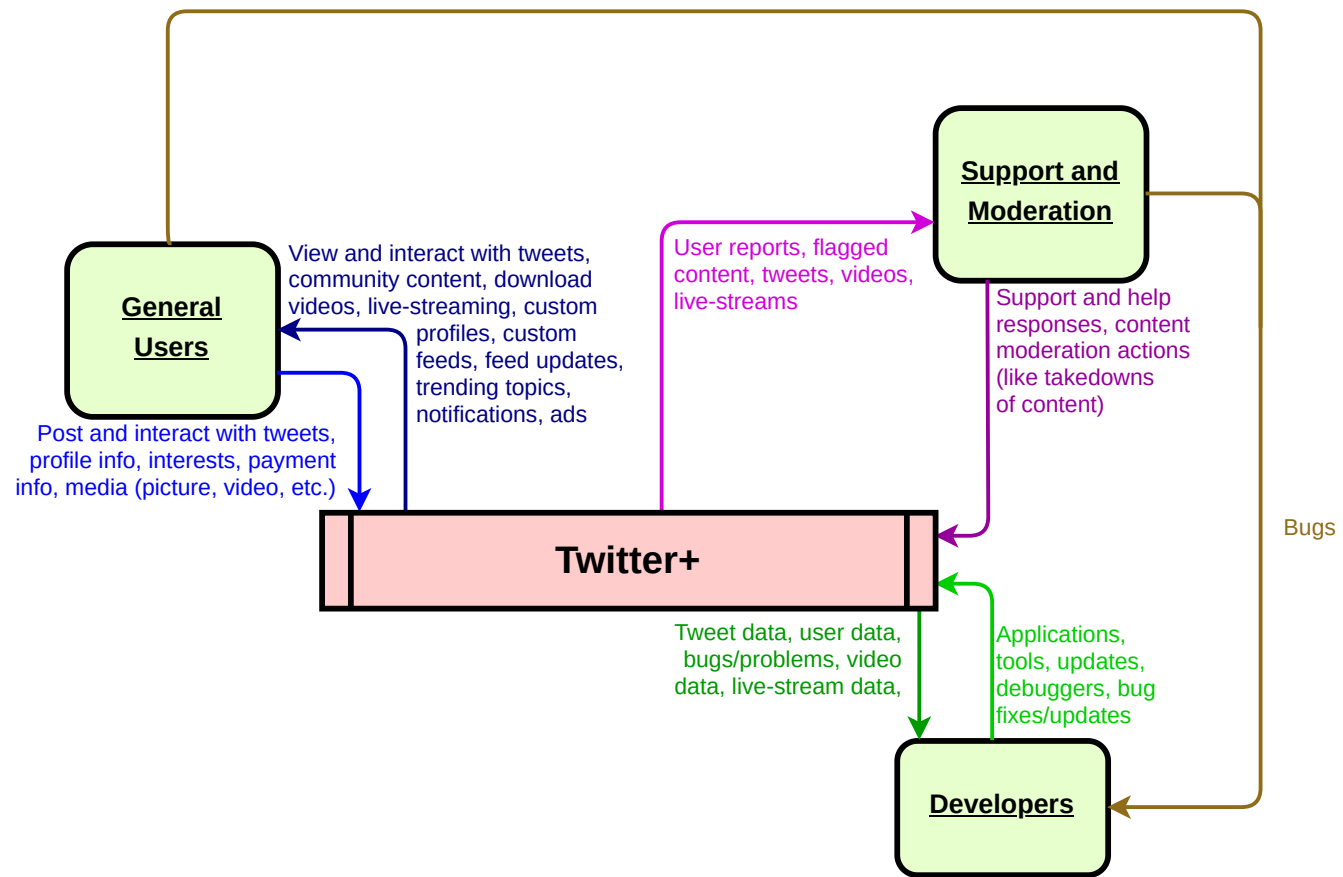 Support and
Moderation
General
Users
View and interact with tweets,
community content, download
videos, live-streaming, custom
profiles, custom
feeds, feed updates,
trending topics,
notifications, ads
User reports, flagged
content, tweets, videos,
live-streams
Support and help
responses, content
moderation actions
(like takedowns
of content)
Post and interact with tweets,
profile info, interests, payment
info, media (picture, video, etc.)
Twitter+
Bugs
Tweet data, user data,
bugs/problems, video
data, live-stream data,
Applications,
tools, updates,
debuggers, bug
fixes/updates
Developers